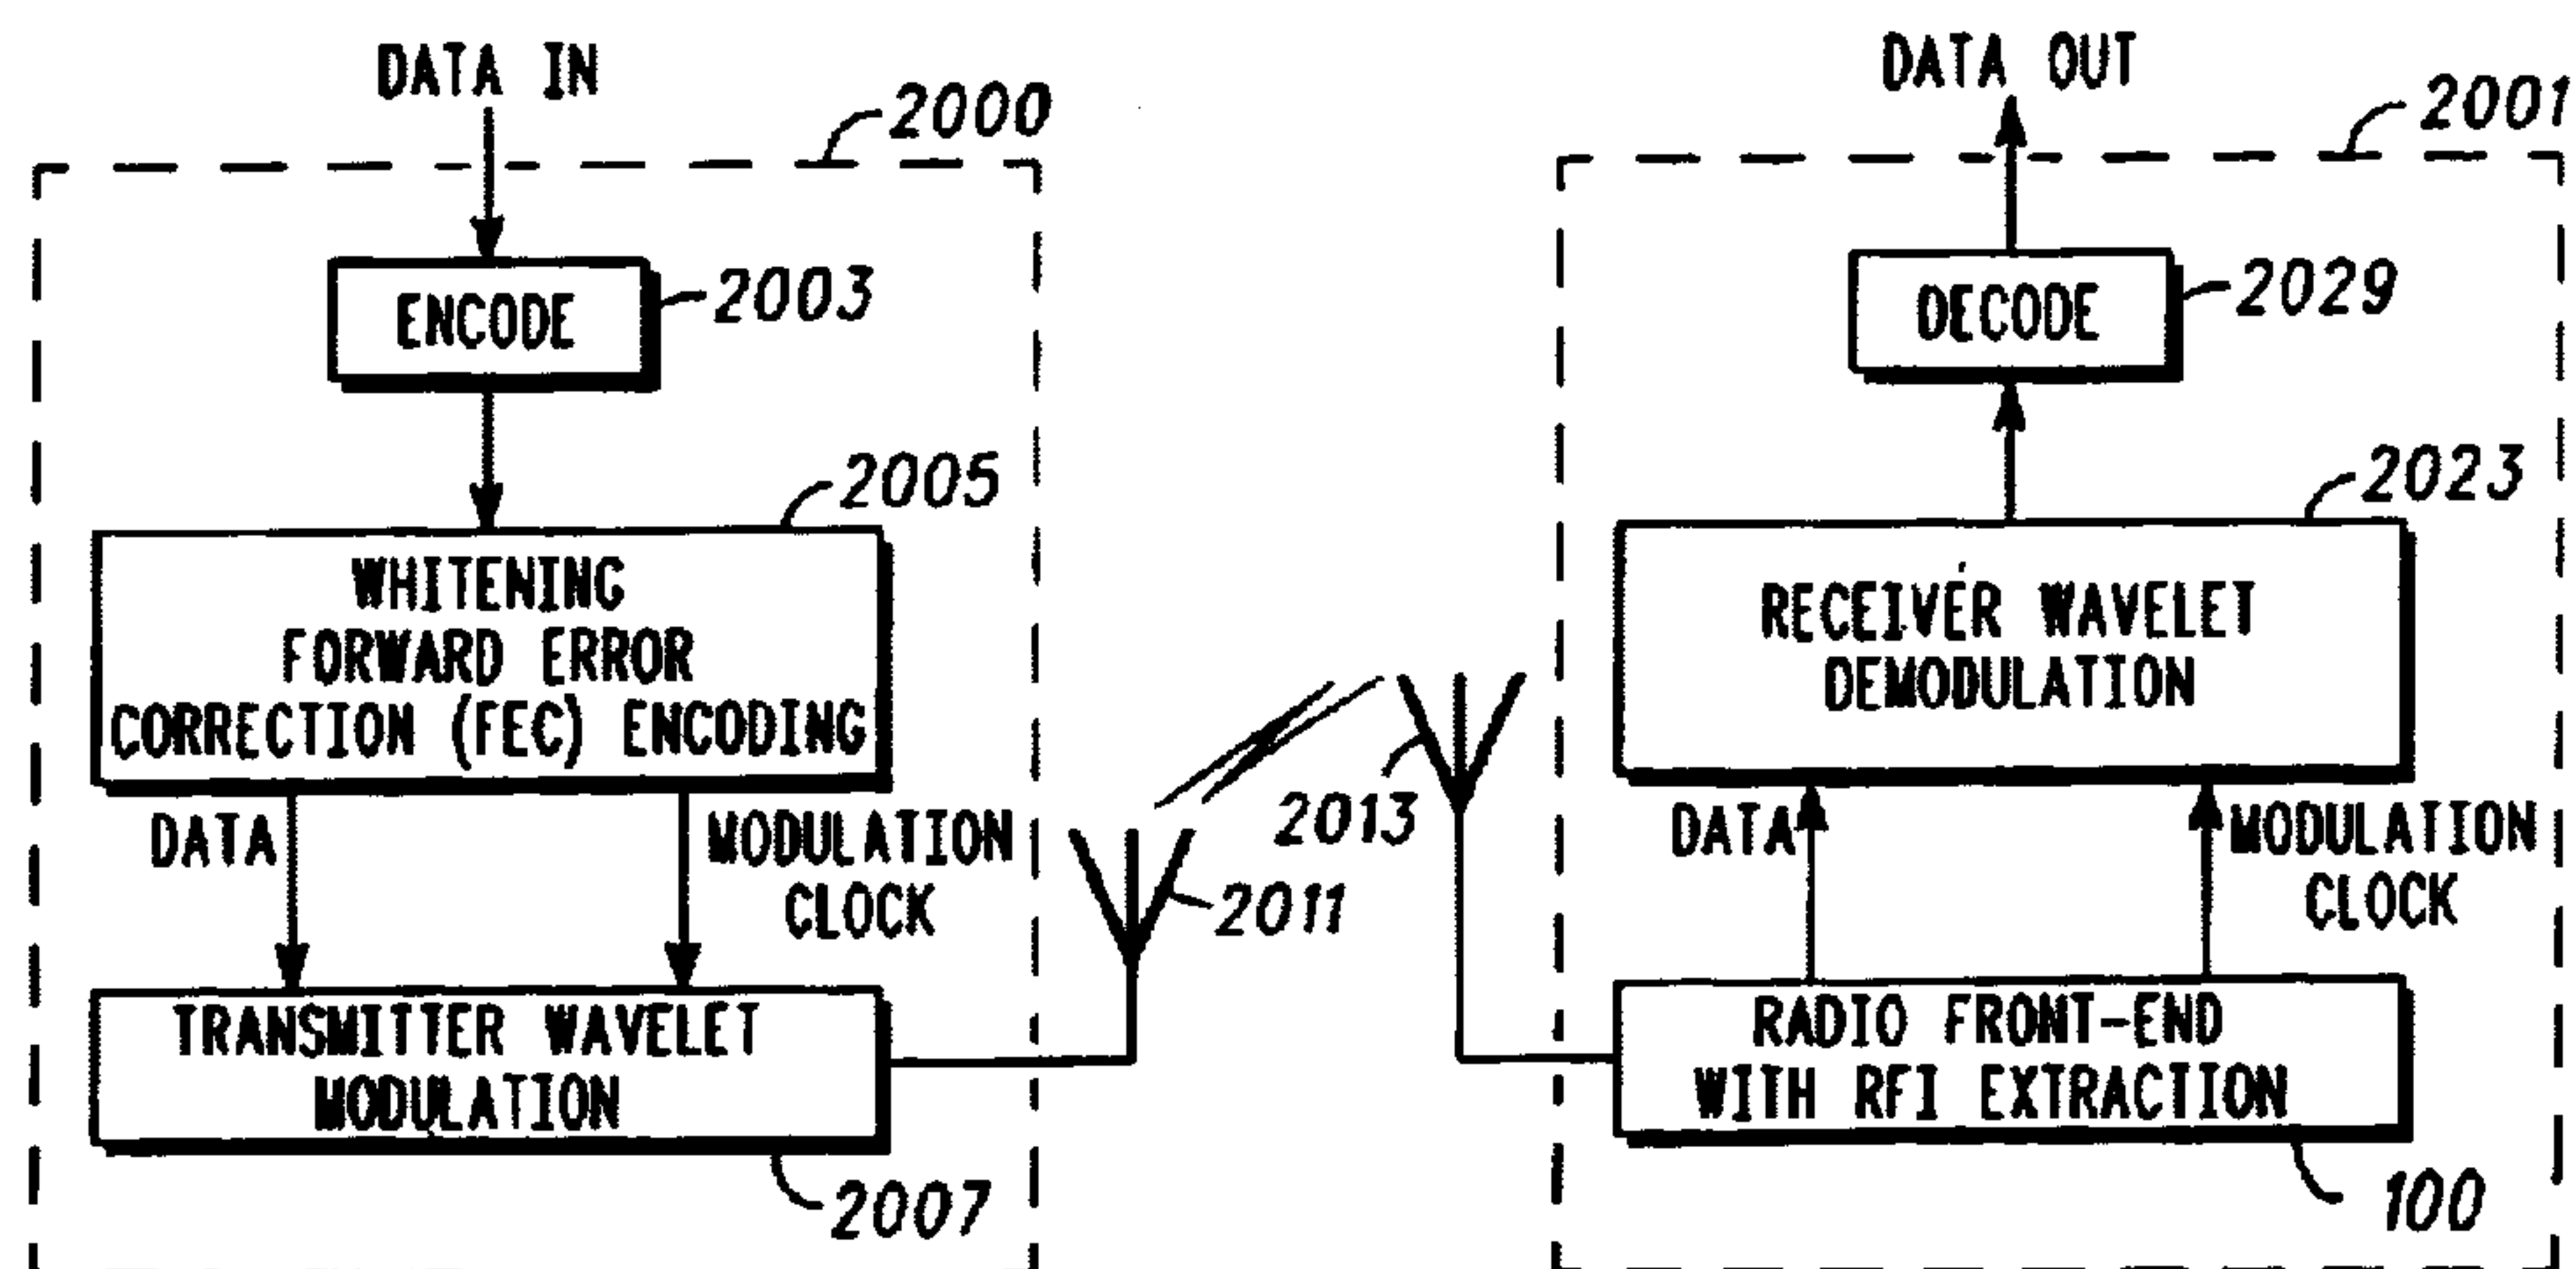 DATA IN
2000
ENCODE
2003
2005
WHITENING
FORWARD ERROR
CORRECTION (FEC) ENCODING
DATA
MODULATION
CLOCK
TRANSMITTER WAVELET
MODULATION
2007
2011
2013
DATA OUT
2001
DECODE
2029
2023
RECEIVER WAVELET
DEMODULATION
DATA
MODULATION
CLOCK
RADIO FRONT-END
WITH RFI EXTRACTION
100